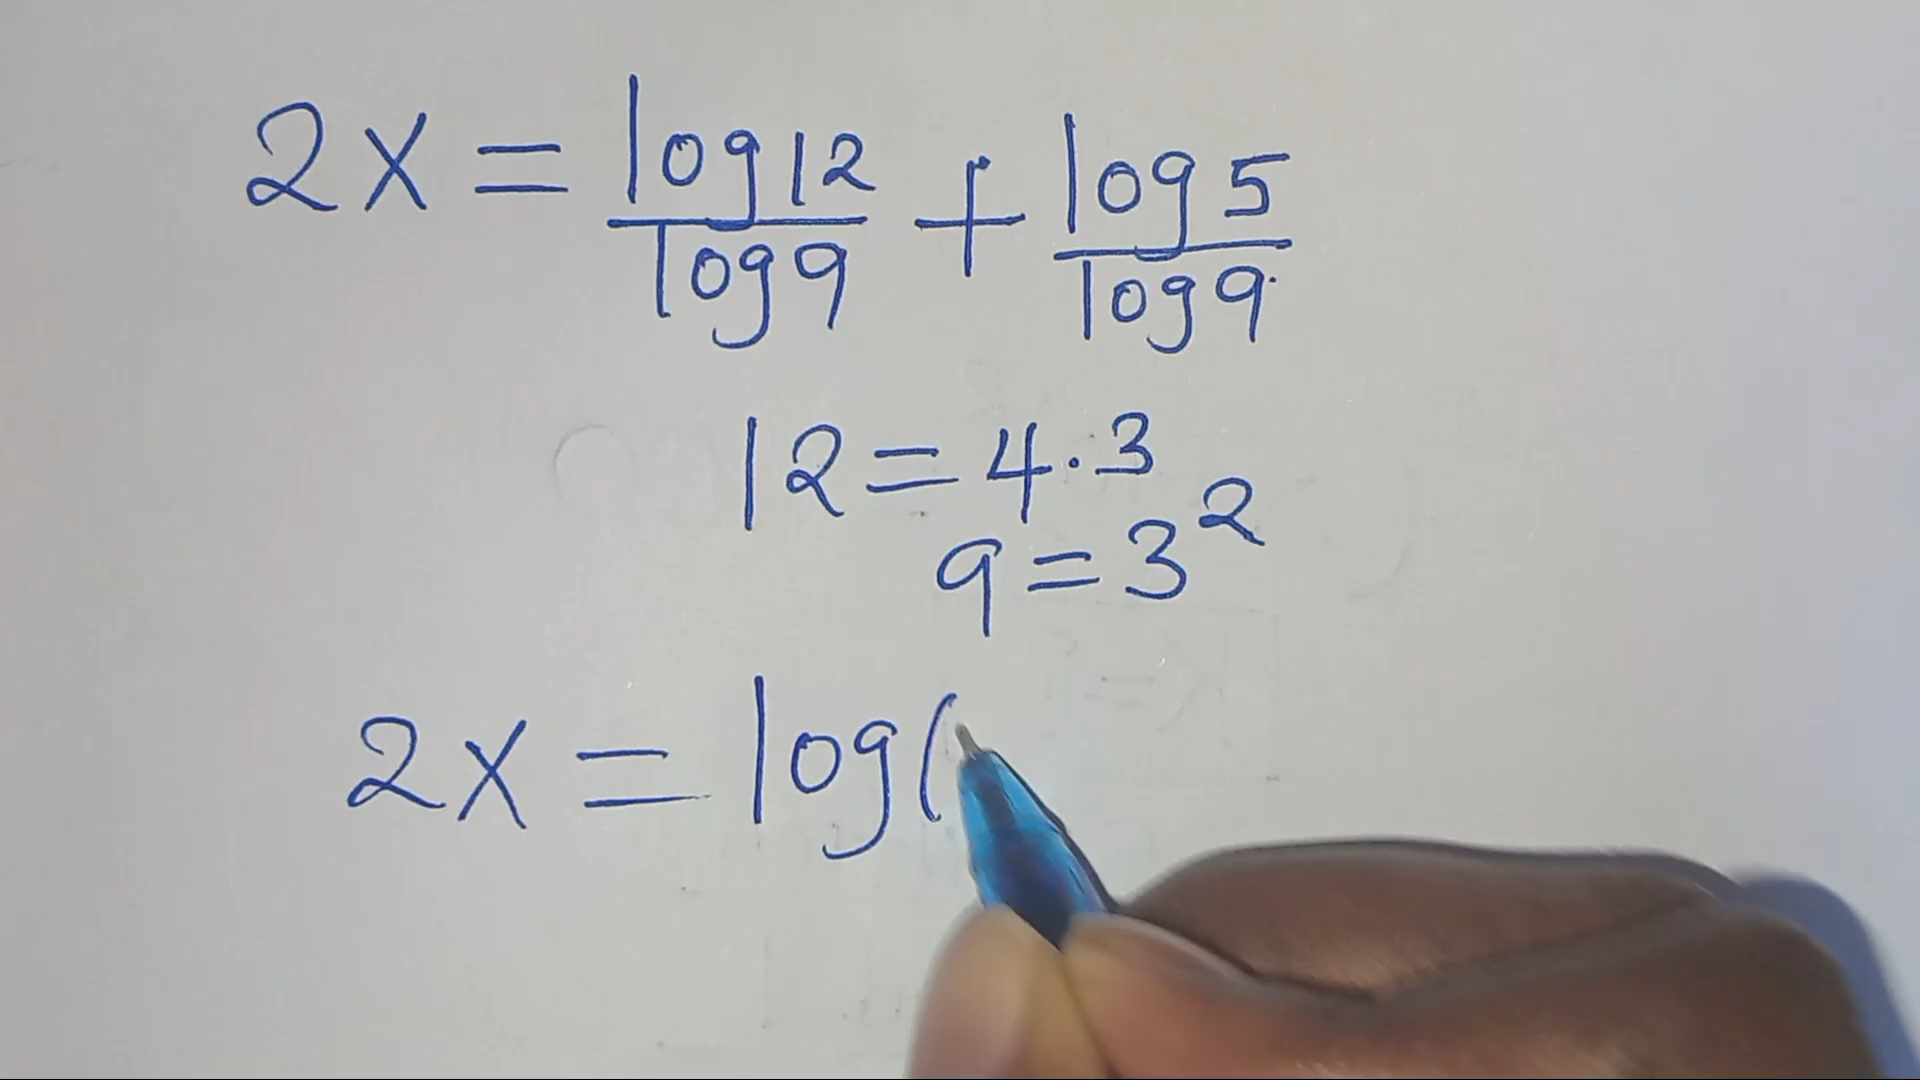 2x = log12/log9 + log5/log9
12 = 4·3
9 = 3²
2x = log(